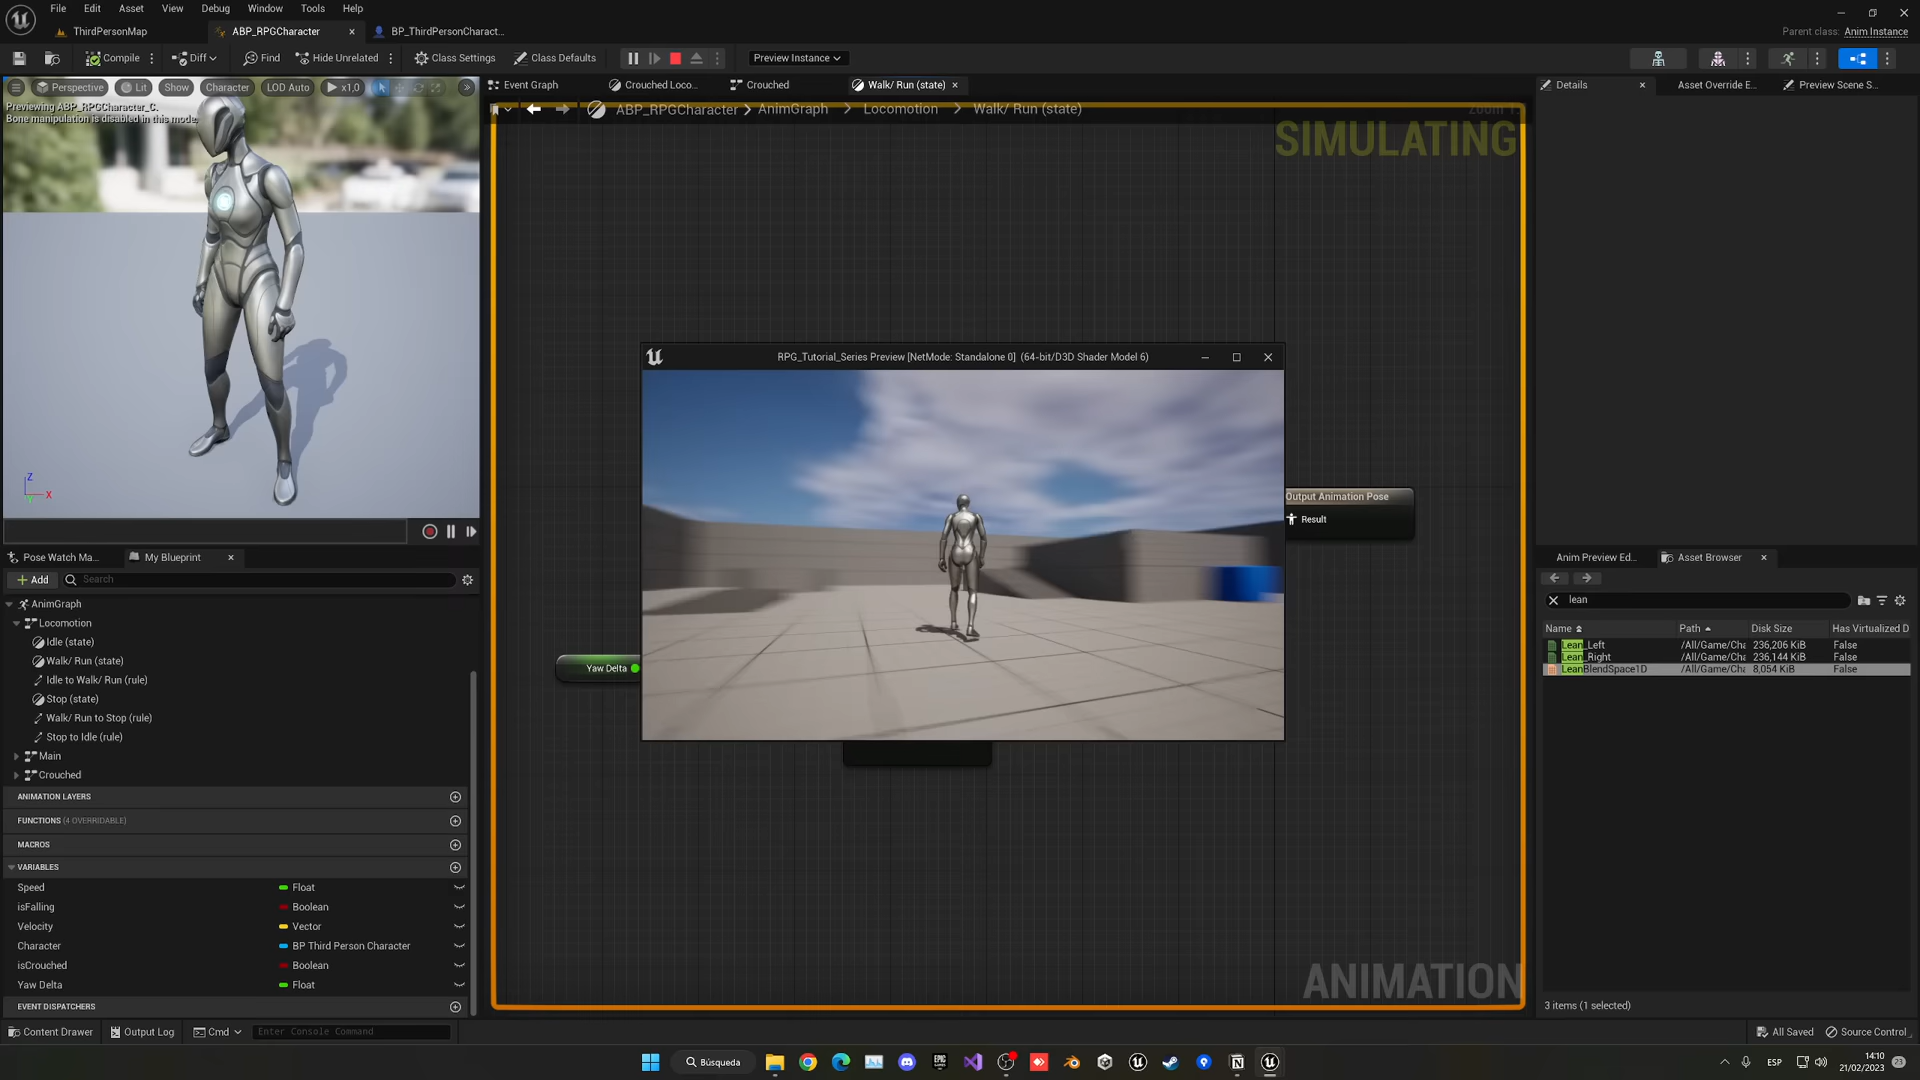 File Edit Asset View Debug Window Tools Help
ThirdPersonMap ABP_RPGCharacter BP_ThirdPersonCharact...
Parent class: Anim Instance
Compile Diff Find Hide Unrelated Class Settings Class Defaults Preview Instance
Perspective Lit Show Character LOD Auto x1,0
Previewing ABP_RPGCharacter_C.
Bone manipulation is disabled in this mode.
Z
X
Event Graph Crouched Loco... Crouched Walk/ Run (state)
ABP_RPGCharacter AnimGraph Locomotion Walk/ Run (state)
SIMULATING
RPG_Tutorial_Series Preview [NetMode: Standalone 0] (64-bit/D3D Shader Model 6)
Output Animation Pose
Result
Yaw Delta
ANIMATION
Pose Watch Ma... My Blueprint
Add Search
AnimGraph
Locomotion
Idle (state)
Walk/ Run (state)
Idle to Walk/ Run (rule)
Stop (state)
Walk/ Run to Stop (rule)
Stop to Idle (rule)
Main
Crouched
ANIMATION LAYERS
FUNCTIONS (4 OVERRIDABLE)
MACROS
VARIABLES
Speed Float
isFalling Boolean
Velocity Vector
Character BP Third Person Character
isCrouched Boolean
Yaw Delta Float
EVENT DISPATCHERS
Details Asset Override E... Preview Scene S...
Anim Preview Ed... Asset Browser
lean
Name Path Disk Size Has Virtualized D
Lean_Left /All/Game/Cha 236,206 KiB False
Lean_Right /All/Game/Cha 236,144 KiB False
LeanBlendSpace1D /All/Game/Cha 8,054 KiB False
3 items (1 selected)
Content Drawer Output Log Cmd Enter Console Command All Saved Source Control
Búsqueda
ESP
14:10
21/02/2023